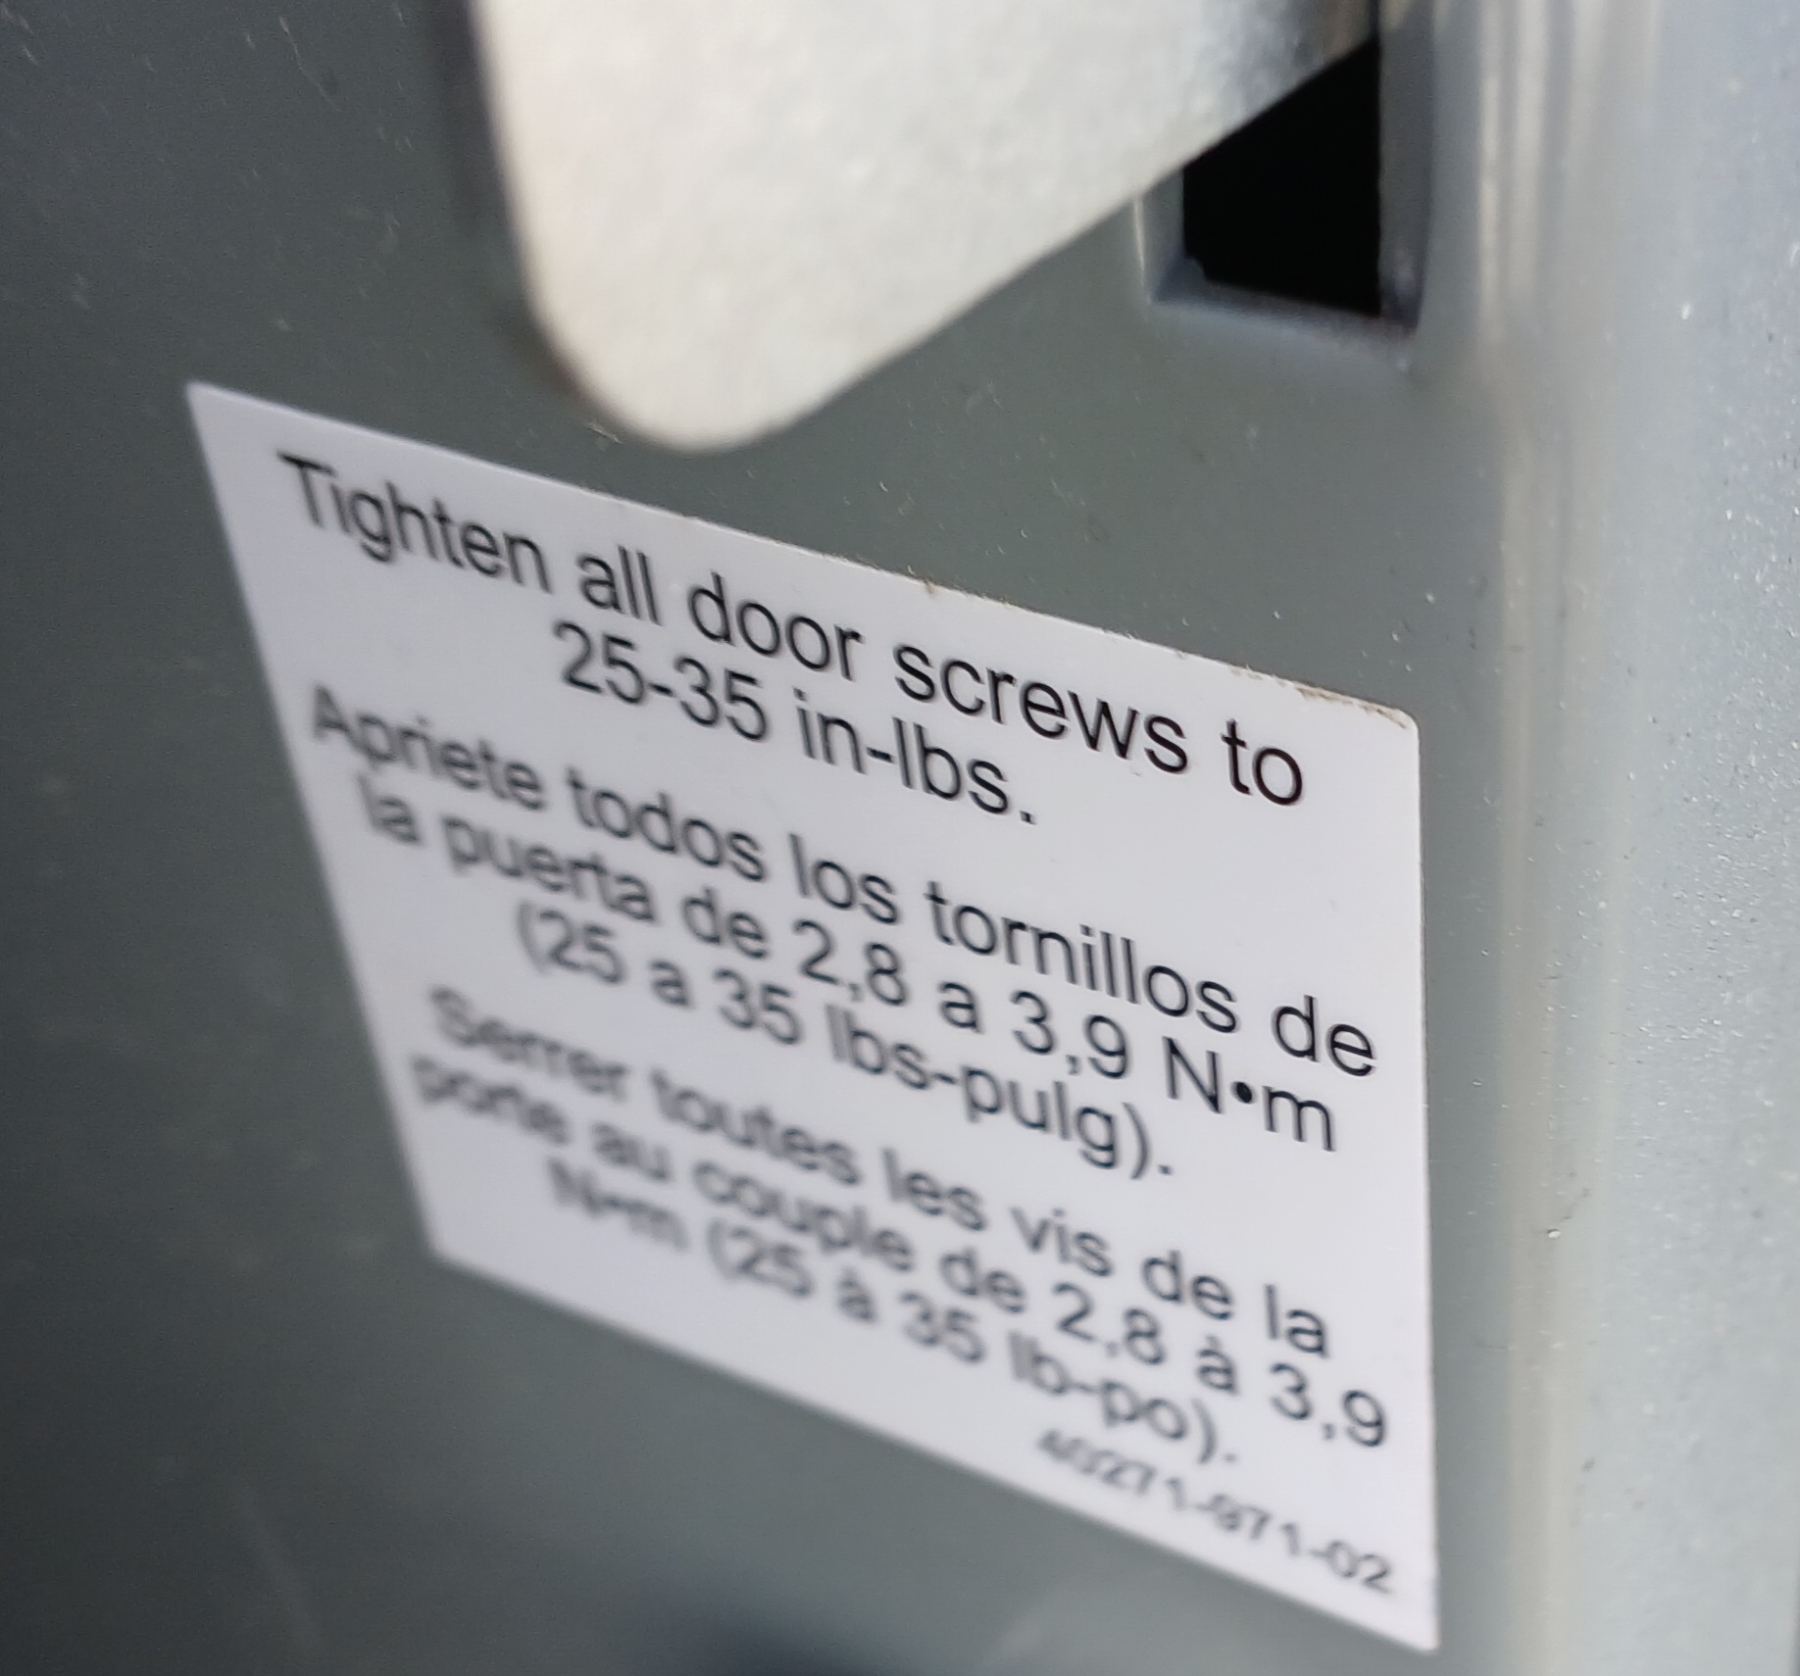 Tighten all door screws to
25-35 in-lbs.
Apriete todos los tornillos de
la puerta de 2,8 a 3,9 N•m
(25 a 35 lbs-pulg).
Serrer toutes les vis de la
porte au couple de 2,8 à 3,9
N•m (25 à 35 lb-po).
40271-971-02